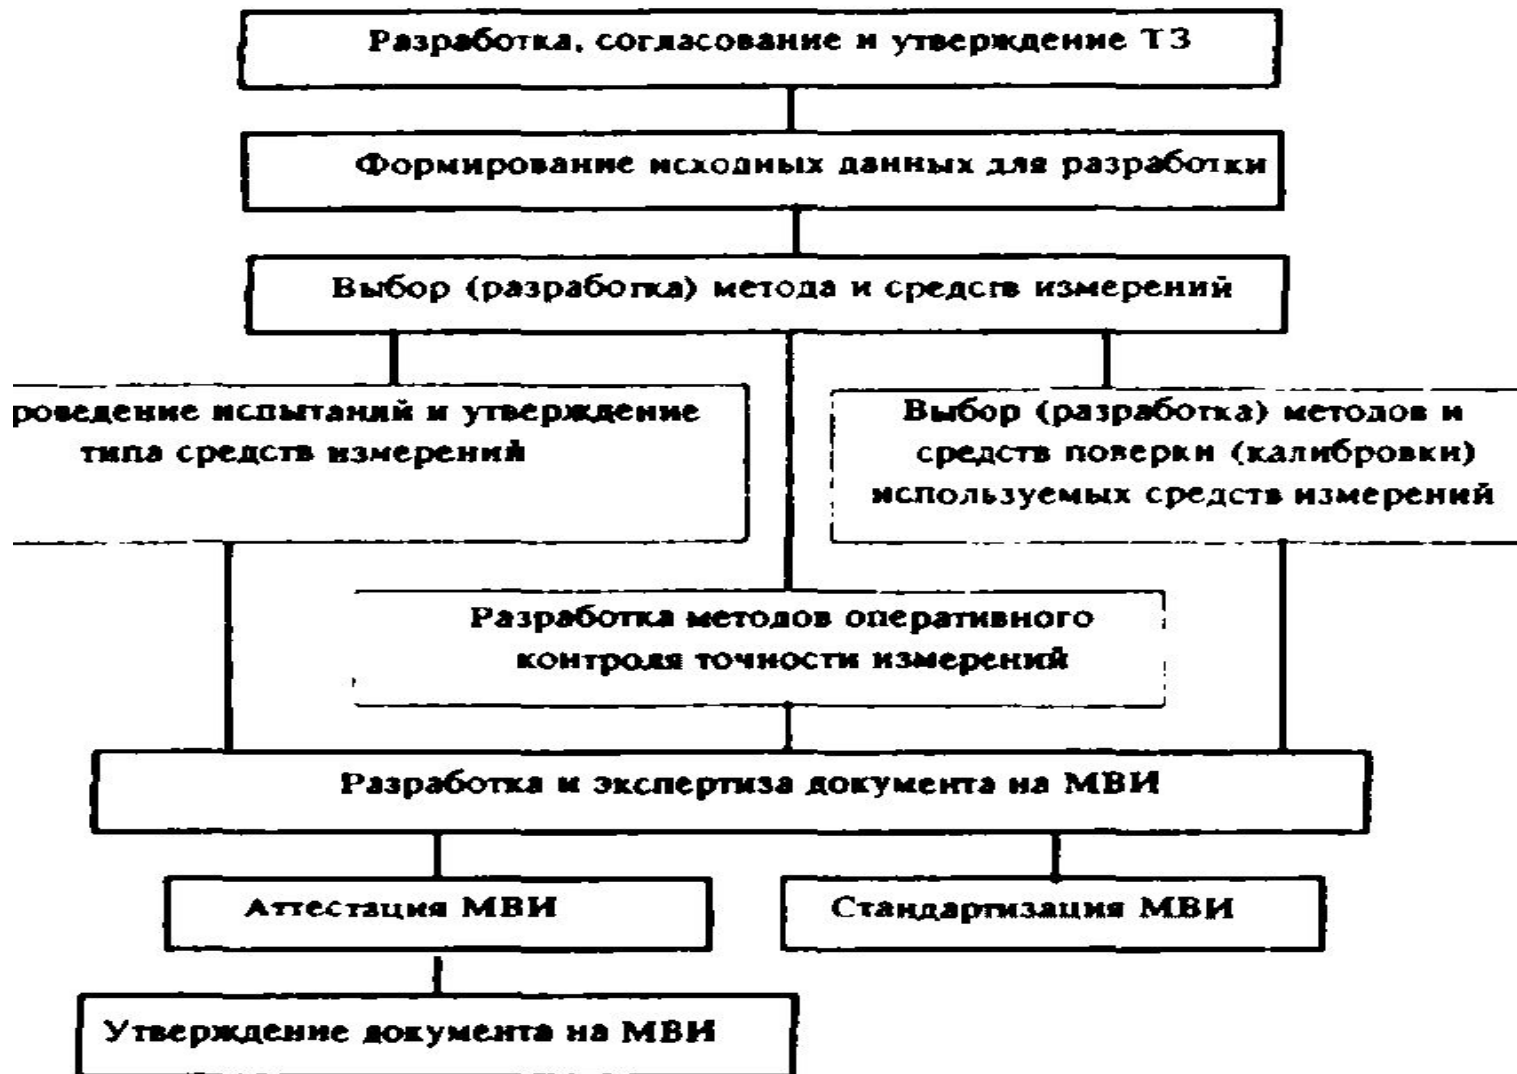 Разработка, согласование и утверждение ТЗ
Формирование исходных данных для разработки
Выбор (разработка) метода и средств измерений
роведение испытаний и утверждение
типа средств измерений
Выбор (разработка) методов и
средств поверки (калибровки)
используемых средств измерений
Разработка методов оперативного
контроля точности измерений
Разработка и экспертиза документа на МВИ
Аттестация МВИ
Стандартизация МВИ
Утверждение документа на МВИ